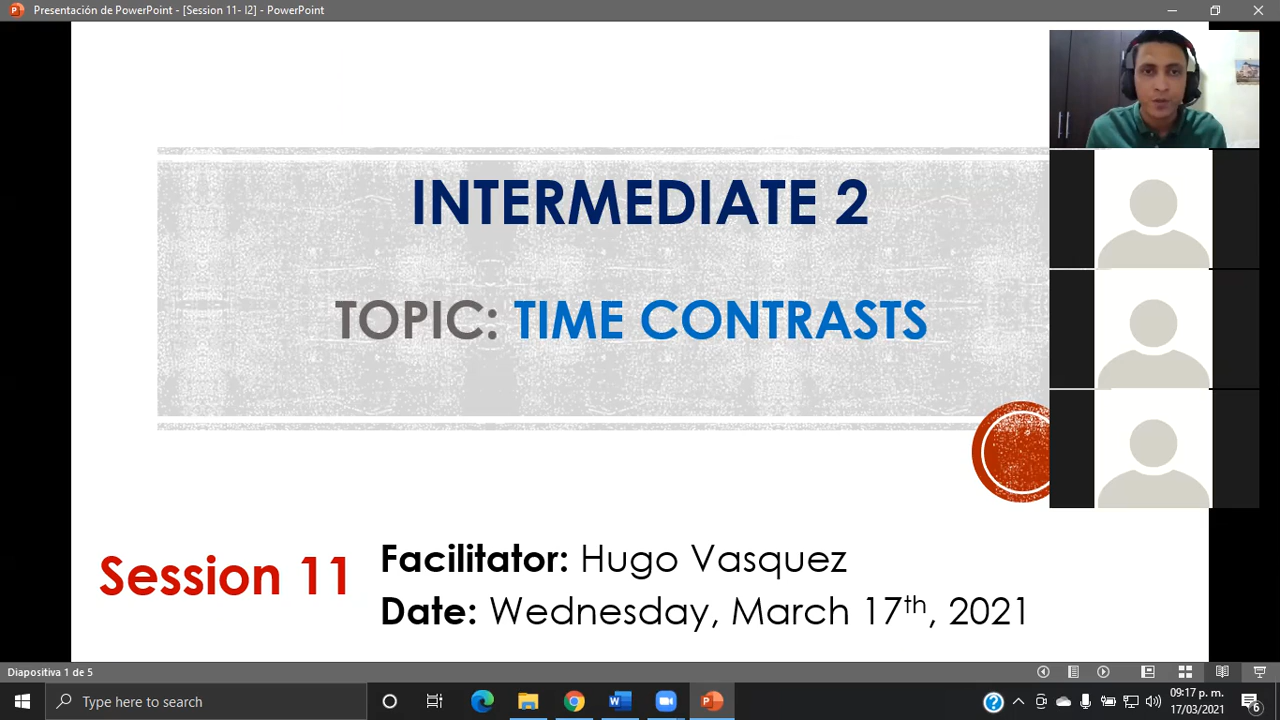 Presentación de PowerPoint - [Session 11- I2] - PowerPoint
INTERMEDIATE 2
TOPIC: TIME CONTRASTS
Session 11
Facilitator: Hugo Vasquez
Date: Wednesday, March 17th, 2021
Diapositiva 1 de 5
Type here to search
09:17 p. m.
17/03/2021
6